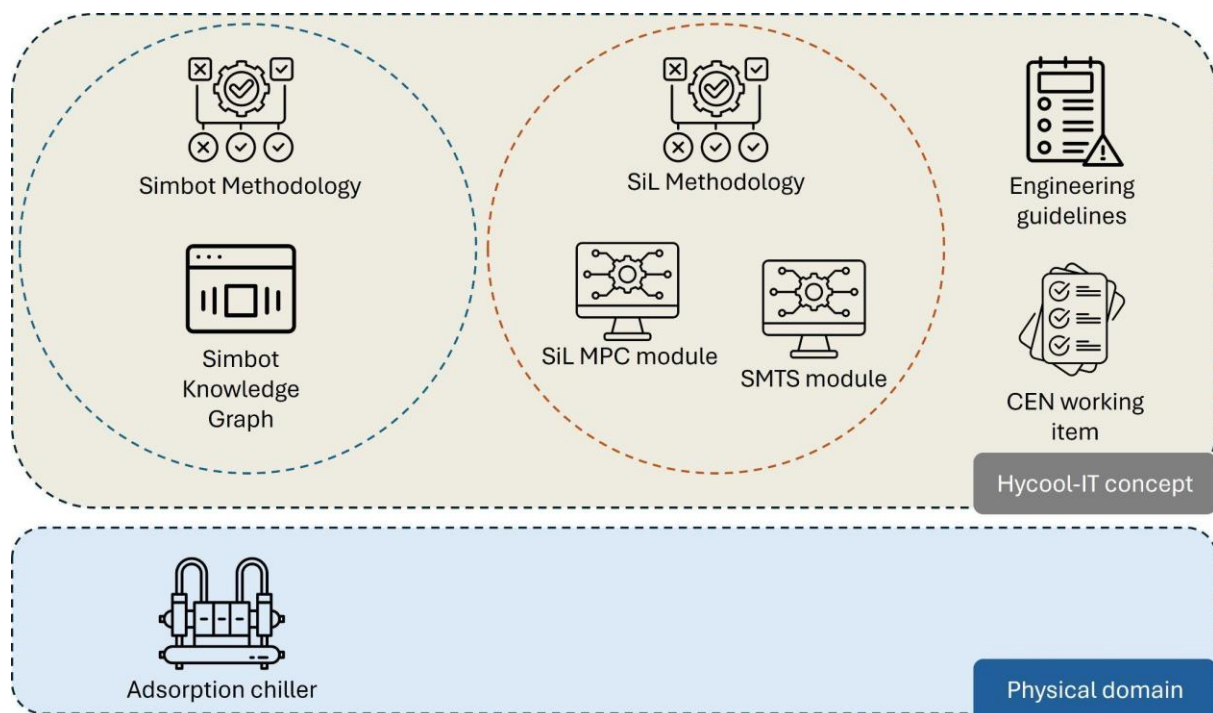 Simbot Methodology
Simbot
Knowledge
Graph
SiL Methodology
SiL MPC module
SMTS module
Engineering
guidelines
CEN working
item
Hycool-IT concept
Adsorption chiller
Physical domain